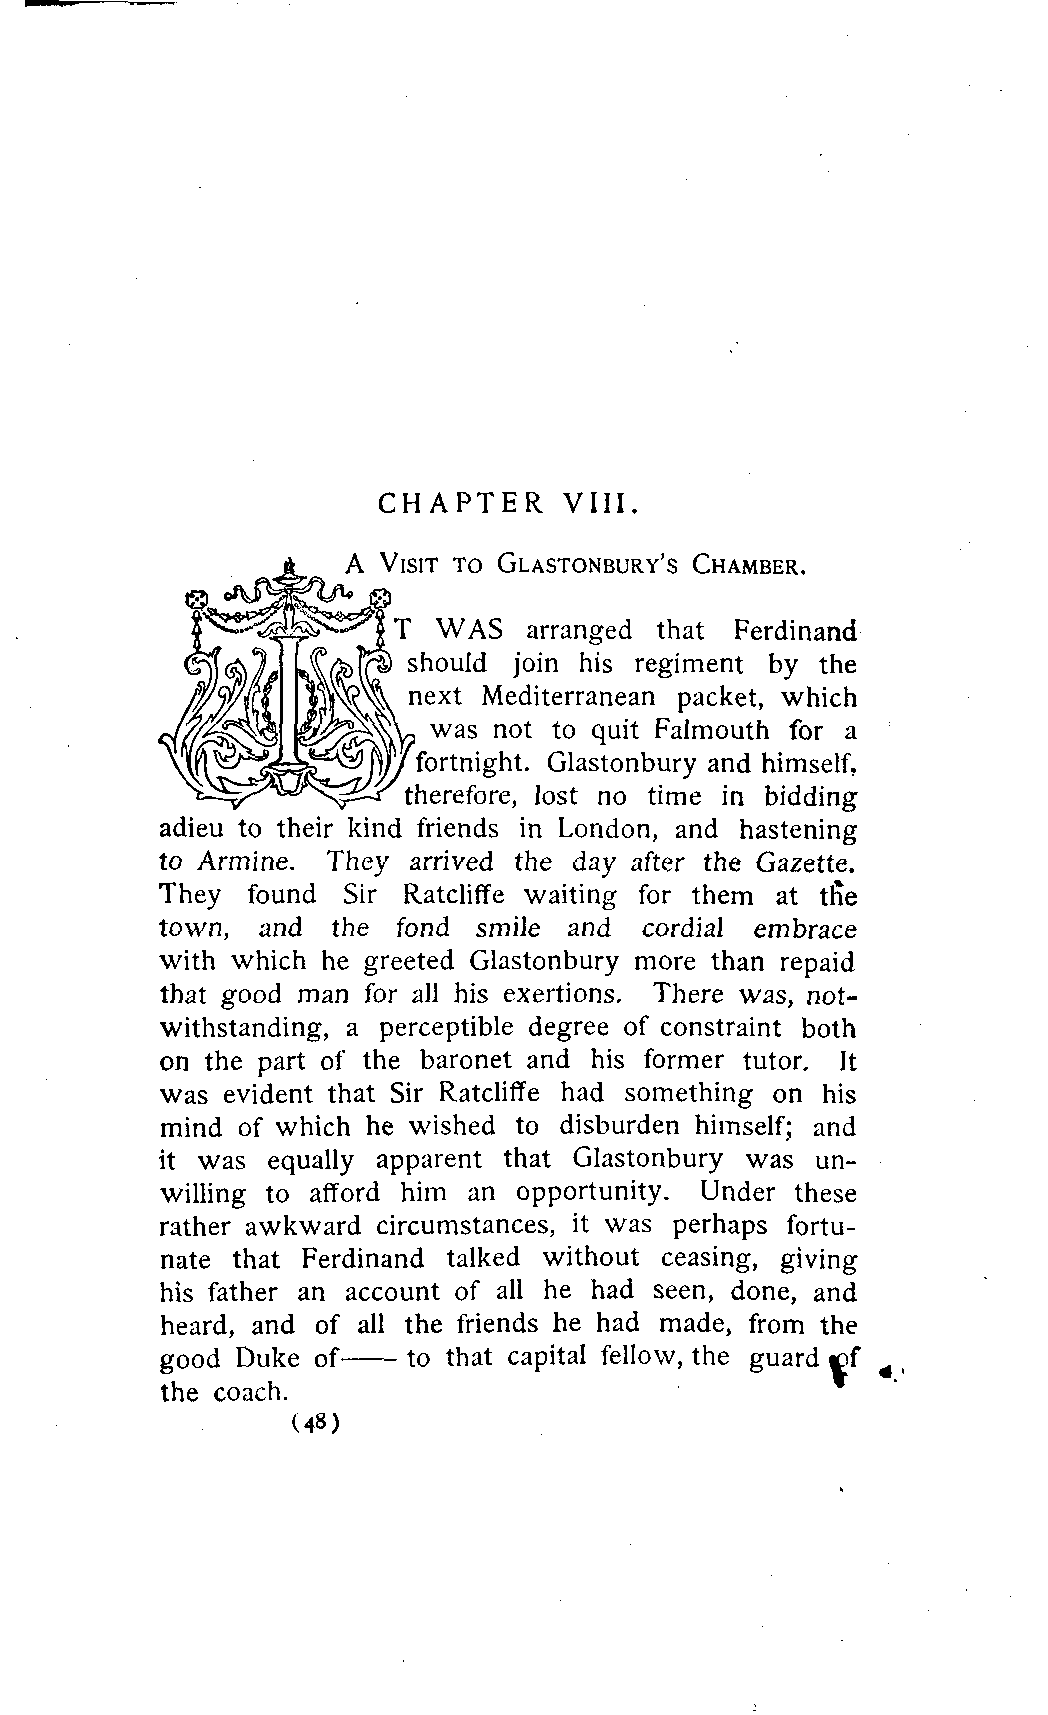 CHAPTER VIII.
A VISIT TO GLASTONBURY'S CHAMBER.
IT WAS arranged that Ferdinand
should join his regiment by the
next Mediterranean packet, which
was not to quit Falmouth for a
fortnight. Glastonbury and himself,
therefore, lost no time in bidding
adieu to their kind friends in London, and hastening
to Armine. They arrived the day after the Gazette.
They found Sir Ratcliffe waiting for them at the
town, and the fond smile and cordial embrace
with which he greeted Glastonbury more than repaid
that good man for all his exertions. There was, not-
withstanding, a perceptible degree of constraint both
on the part of the baronet and his former tutor. It
was evident that Sir Ratcliffe had something on his
mind of which he wished to disburden himself; and
it was equally apparent that Glastonbury was un-
willing to afford him an opportunity. Under these
rather awkward circumstances, it was perhaps fortu-
nate that Ferdinand talked without ceasing, giving
his father an account of all he had seen, done, and
heard, and of all the friends he had made, from the
good Duke of—— to that capital fellow, the guard of
the coach.
(48)